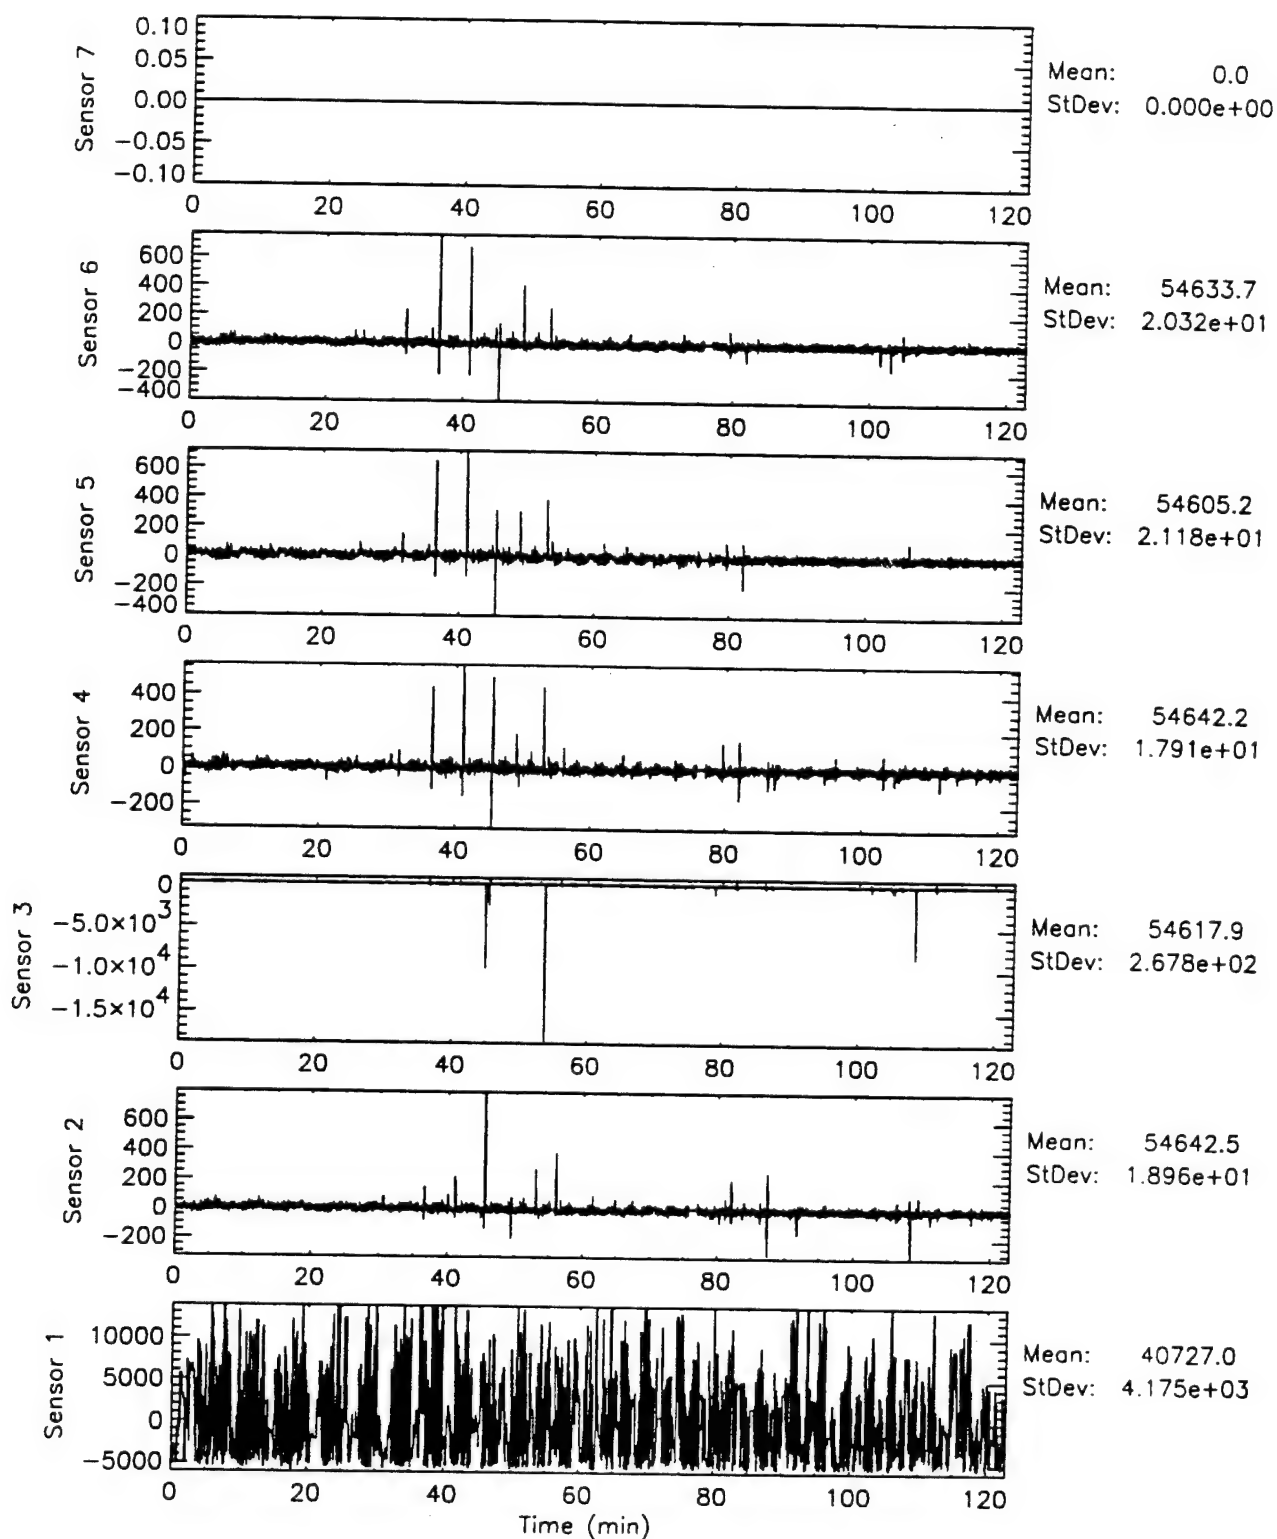 Sensor 7
0.10
0.05
0.00
−0.05
−0.10
0 20 40 60 80 100 120
Mean: 0.0
StDev: 0.000e+00
Sensor 6
600
400
200
0
−200
−400
0 20 40 60 80 100 120
Mean: 54633.7
StDev: 2.032e+01
Sensor 5
600
400
200
0
−200
−400
0 20 40 60 80 100 120
Mean: 54605.2
StDev: 2.118e+01
Sensor 4
400
200
0
−200
0 20 40 60 80 100 120
Mean: 54642.2
StDev: 1.791e+01
Sensor 3
0
−5.0×10³
−1.0×10⁴
−1.5×10⁴
0 20 40 60 80 100 120
Mean: 54617.9
StDev: 2.678e+02
Sensor 2
600
400
200
0
−200
0 20 40 60 80 100 120
Mean: 54642.5
StDev: 1.896e+01
Sensor 1
10000
5000
0
−5000
0 20 40 60 80 100 120
Mean: 40727.0
StDev: 4.175e+03
Time (min)